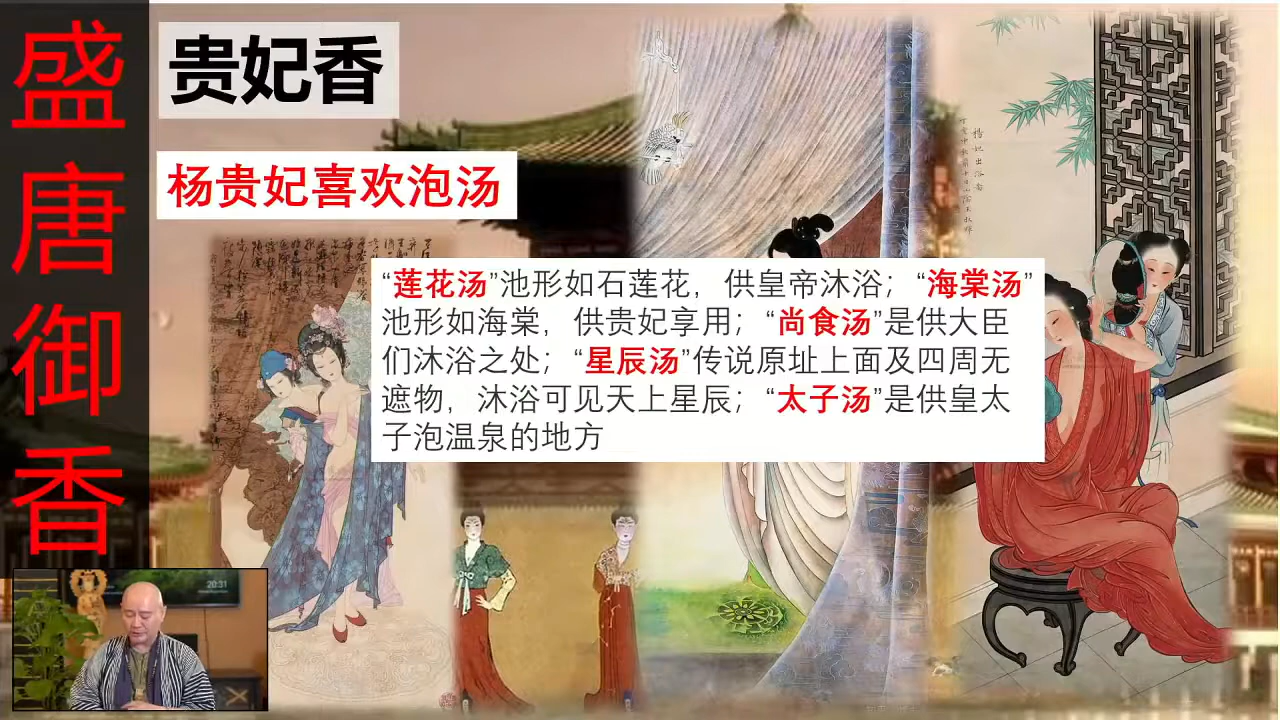 盛唐御香
贵妃香
杨贵妃喜欢泡汤
“莲花汤”池形如石莲花，供皇帝沐浴；“海棠汤”
池形如海棠，供贵妃享用；“尚食汤”是供大臣
们沐浴之处；“星辰汤”传说原址上面及四周无
遮物，沐浴可见天上星辰；“太子汤”是供皇太
子泡温泉的地方
20:31